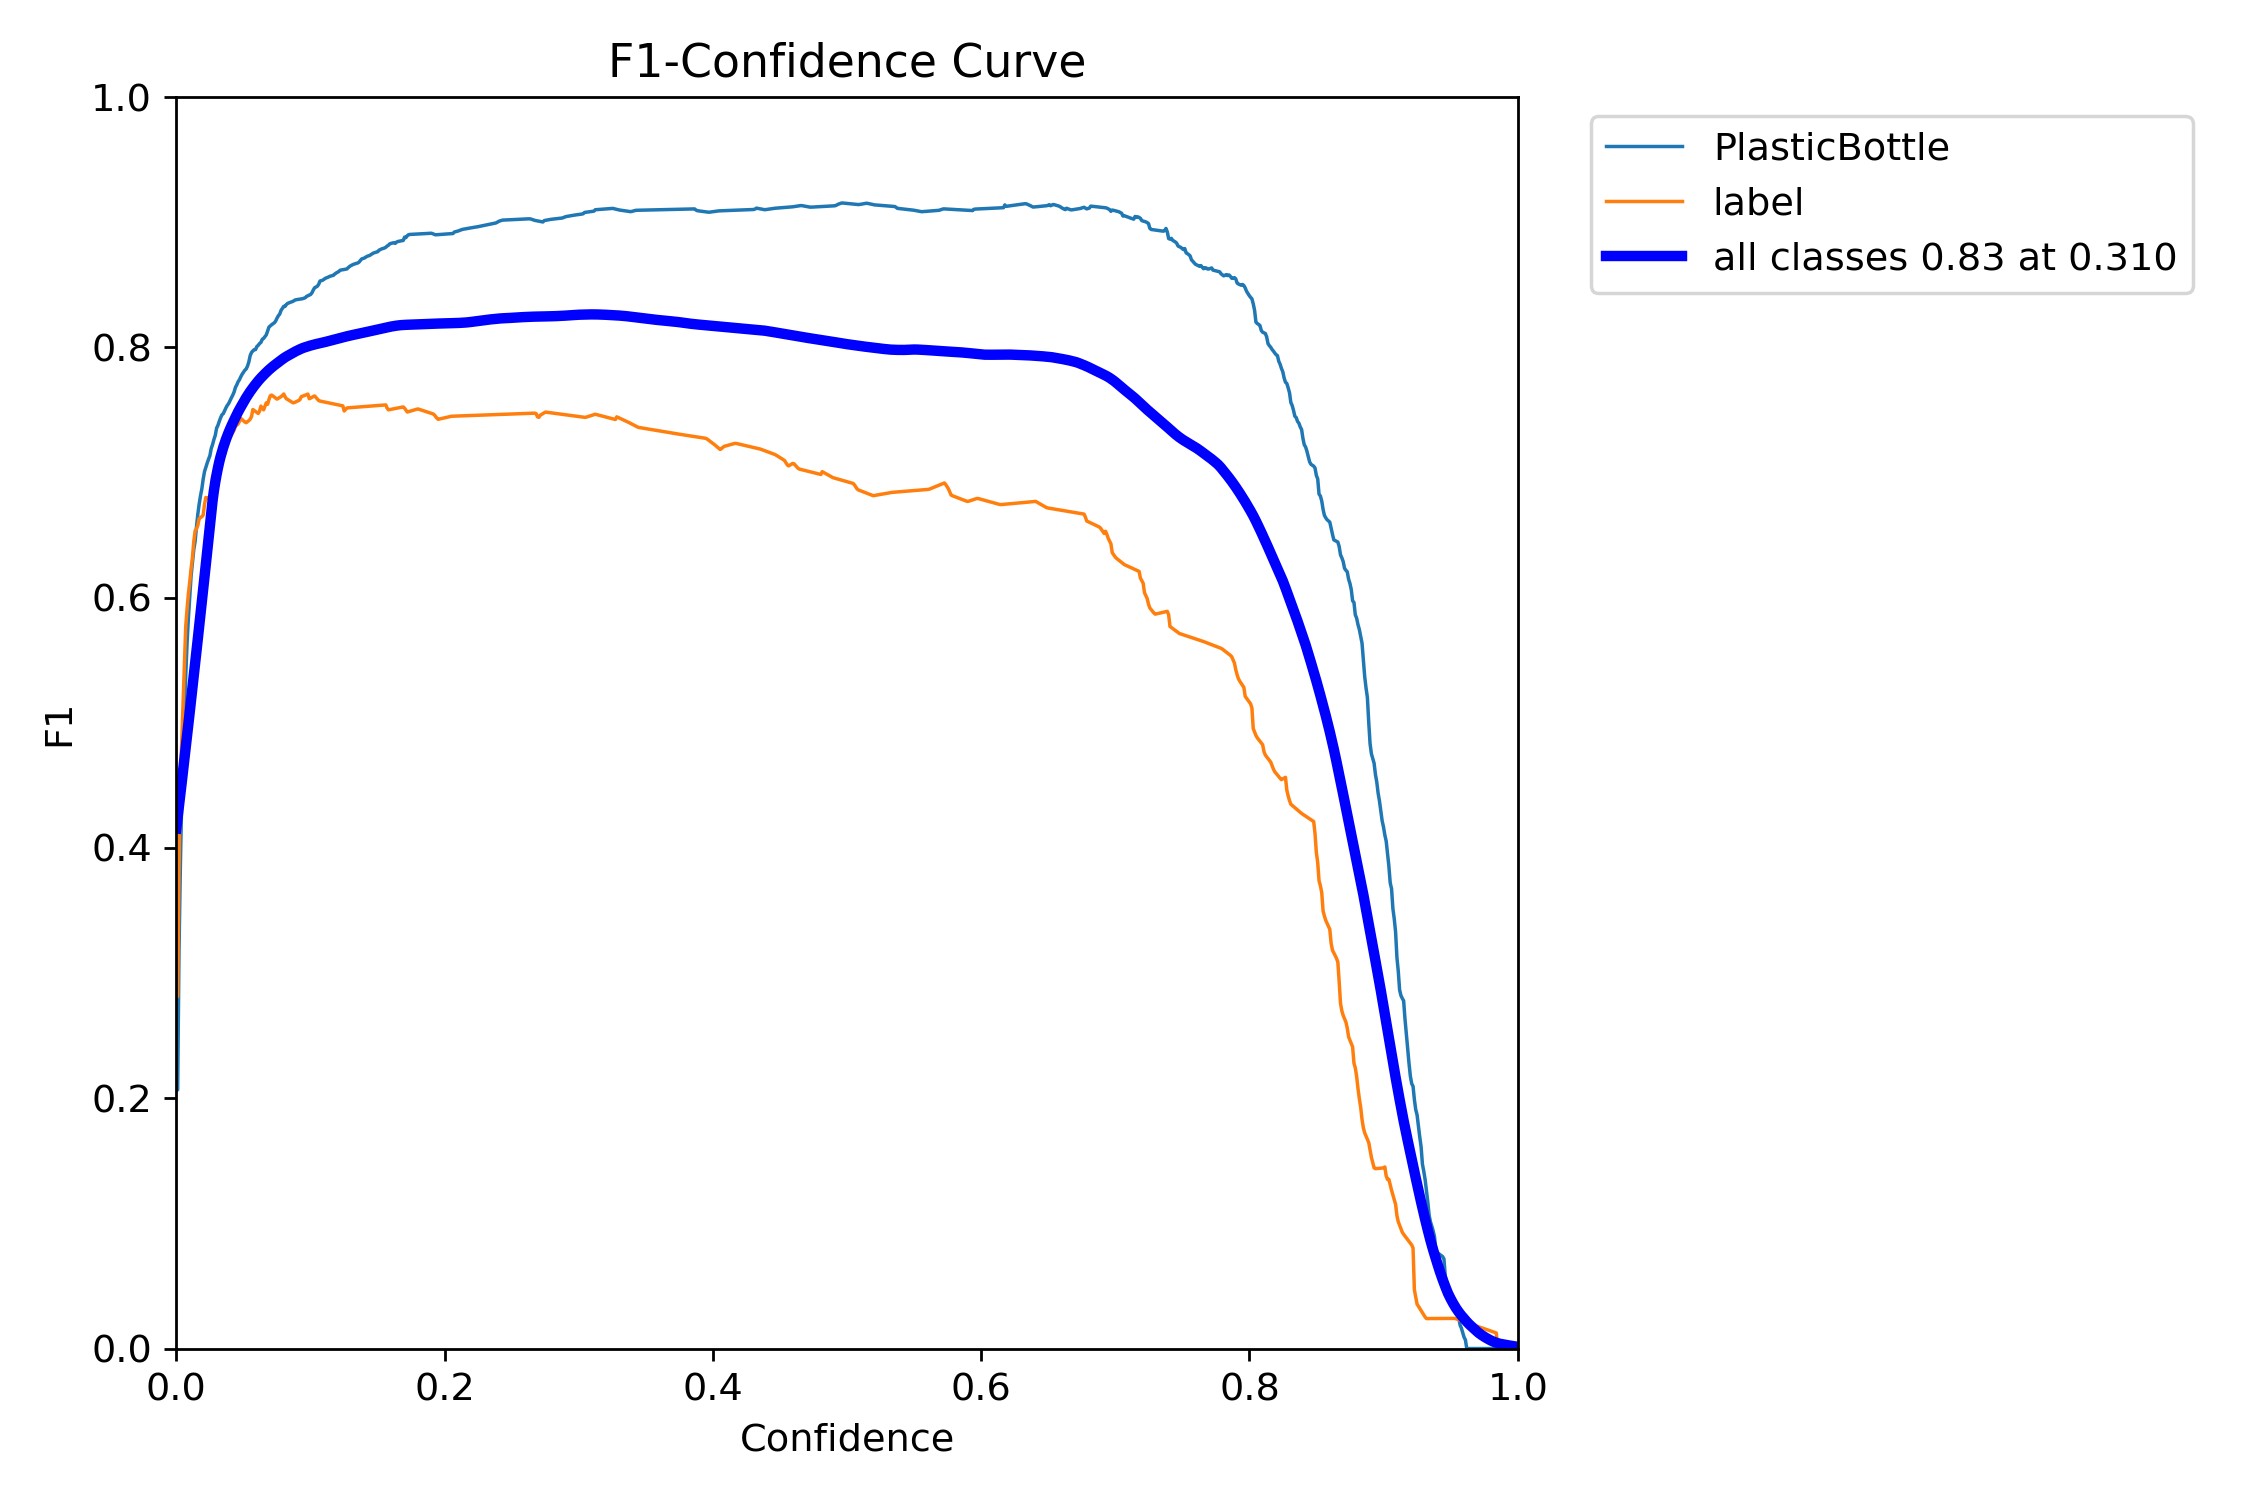 F1-Confidence Curve
PlasticBottle
label
all classes 0.83 at 0.310
F1
1.0
0.8
0.6
0.4
0.2
0.0
0.0 0.2 0.4 0.6 0.8 1.0
Confidence